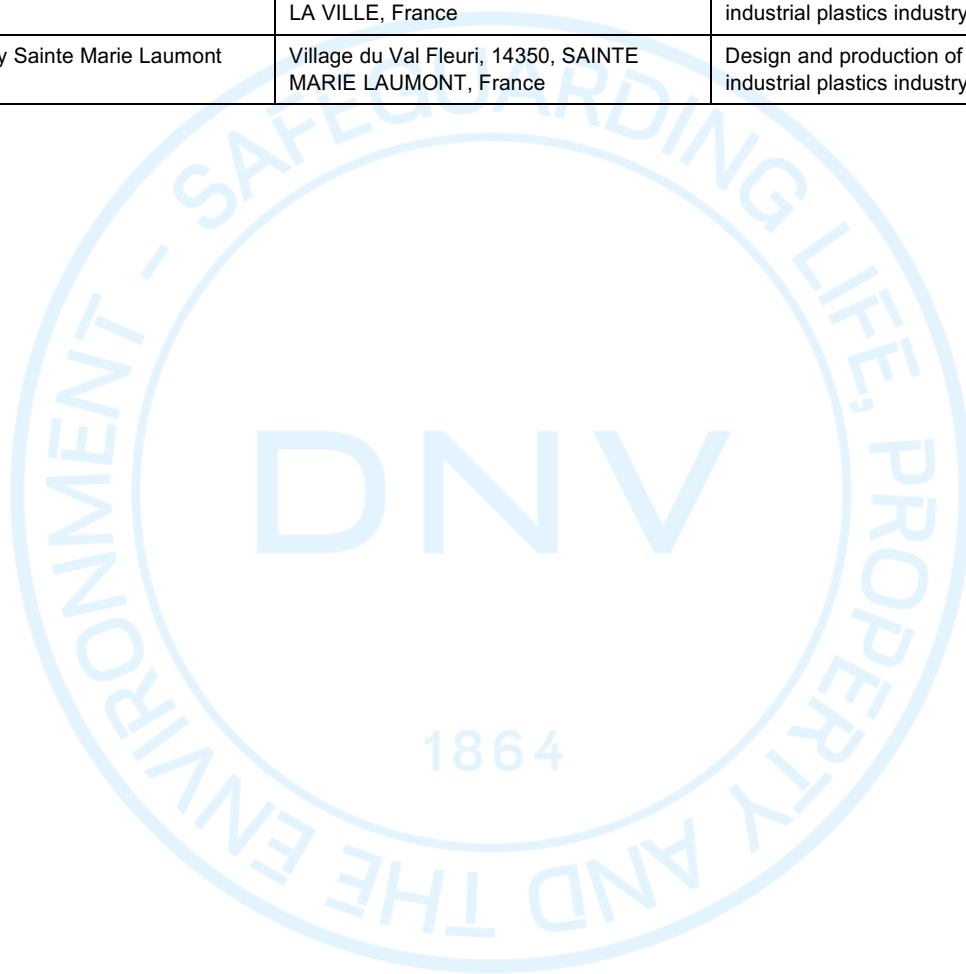 LA VILLE, France
industrial plastics industry
y Sainte Marie Laumont
Village du Val Fleuri, 14350, SAINTE
MARIE LAUMONT, France
Design and production of
industrial plastics industry
SAFEGUARDING LIFE, PROPERTY AND THE ENVIRONMENT -
DNV
1864